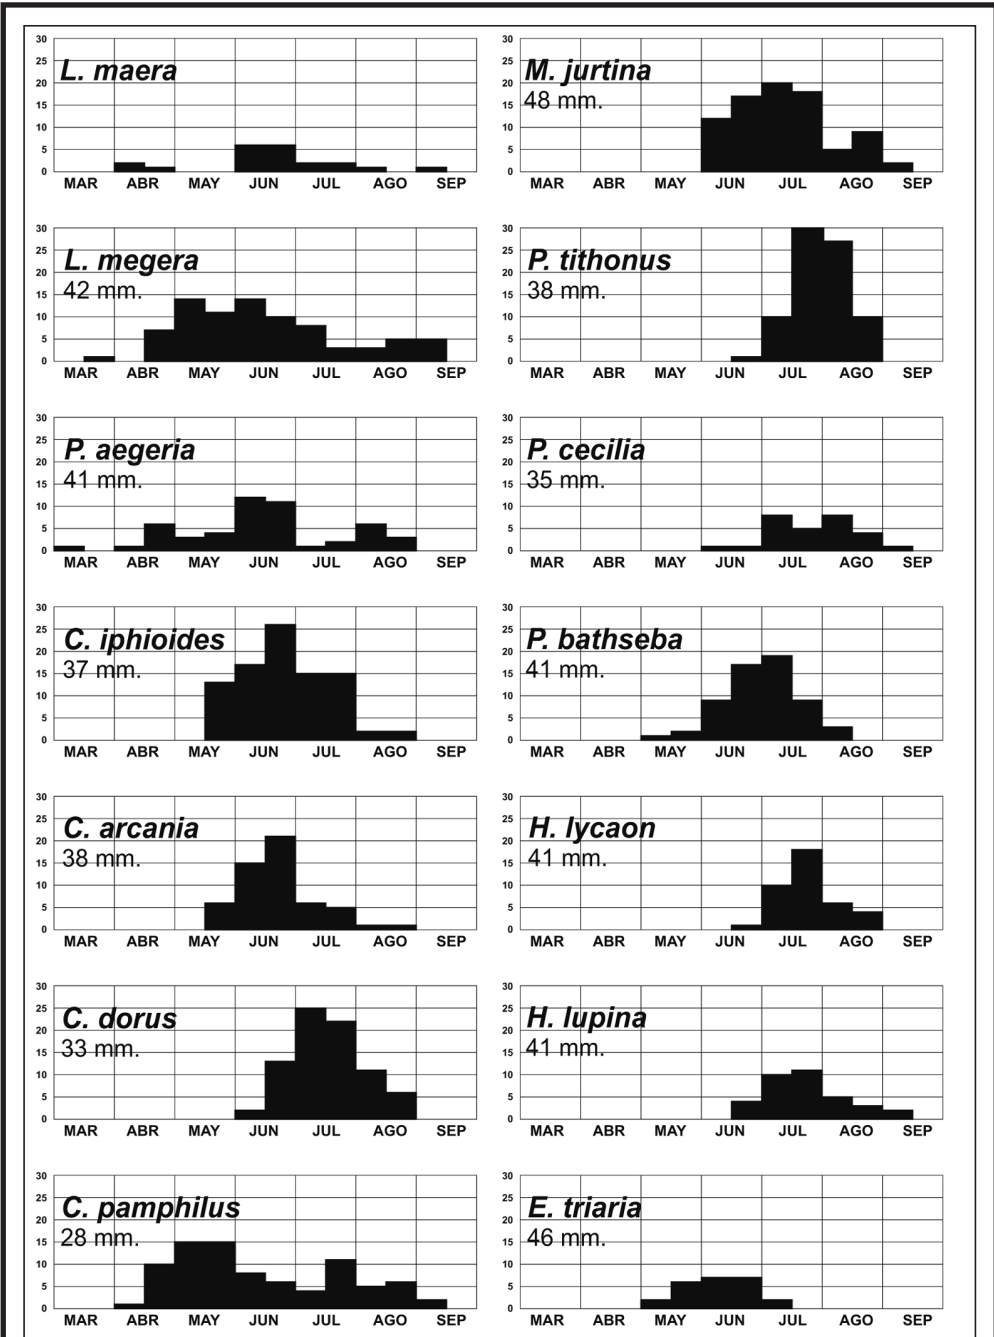 30
25
L. maera
20
15
10
5
0
MAR ABR MAY JUN JUL AGO SEP
30
25
M. jurtina
20
48 mm.
15
10
5
0
MAR ABR MAY JUN JUL AGO SEP
30
25
L. megera
20
42 mm.
15
10
5
0
MAR ABR MAY JUN JUL AGO SEP
30
25
P. tithonus
20
38 mm.
15
10
5
0
MAR ABR MAY JUN JUL AGO SEP
30
25
P. aegeria
20
41 mm.
15
10
5
0
MAR ABR MAY JUN JUL AGO SEP
30
25
P. cecilia
20
35 mm.
15
10
5
0
MAR ABR MAY JUN JUL AGO SEP
30
25
C. iphioides
20
37 mm.
15
10
5
0
MAR ABR MAY JUN JUL AGO SEP
30
25
P. bathseba
20
41 mm.
15
10
5
0
MAR ABR MAY JUN JUL AGO SEP
30
25
C. arcania
20
38 mm.
15
10
5
0
MAR ABR MAY JUN JUL AGO SEP
30
25
H. lycaon
20
41 mm.
15
10
5
0
MAR ABR MAY JUN JUL AGO SEP
30
25
C. dorus
20
33 mm.
15
10
5
0
MAR ABR MAY JUN JUL AGO SEP
30
25
H. lupina
20
41 mm.
15
10
5
0
MAR ABR MAY JUN JUL AGO SEP
30
25
C. pamphilus
20
28 mm.
15
10
5
0
MAR ABR MAY JUN JUL AGO SEP
30
25
E. triaria
20
46 mm.
15
10
5
0
MAR ABR MAY JUN JUL AGO SEP